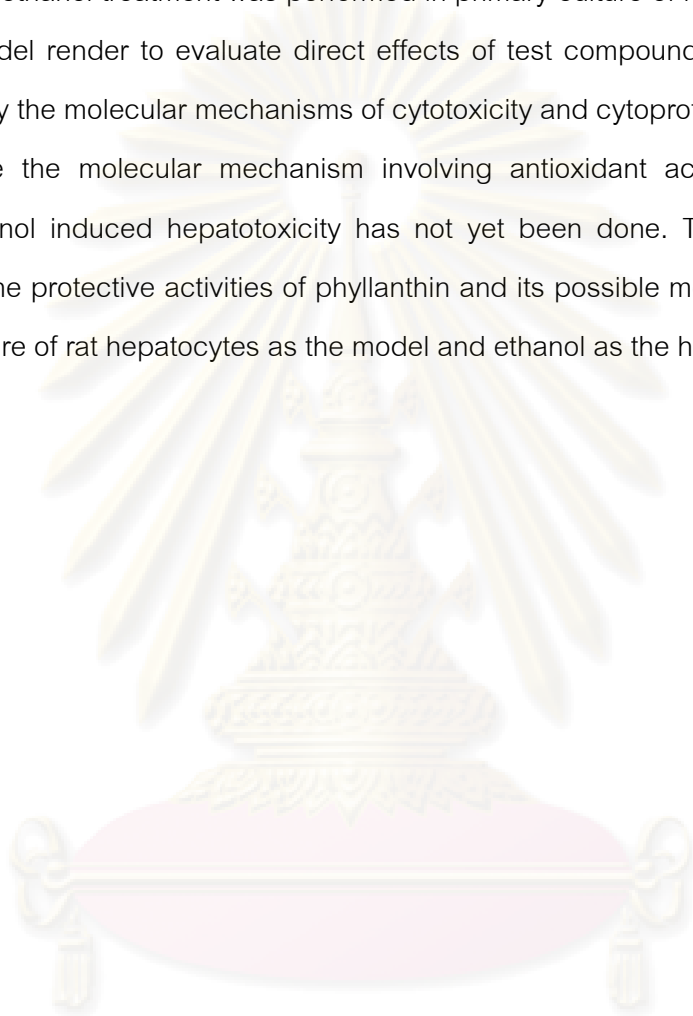 ethanol treatment was performed in primary culture of
del render to evaluate direct effects of test compound
y the molecular mechanisms of cytotoxicity and cytoprot
e the molecular mechanism involving antioxidant ac
nol induced hepatotoxicity has not yet been done. T
ne protective activities of phyllanthin and its possible m
re of rat hepatocytes as the model and ethanol as the h